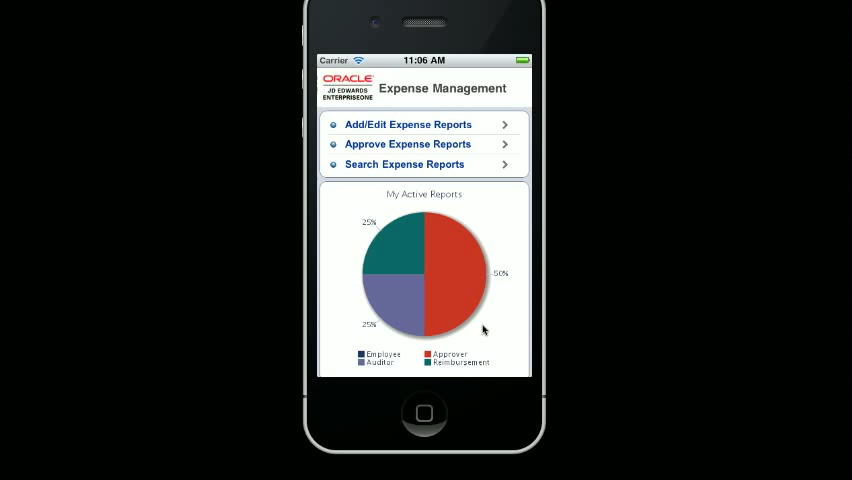 Carrier 11:06 AM
ORACLE
JD EDWARDS
ENTERPRISEONE
Expense Management
Add/Edit Expense Reports
Approve Expense Reports
Search Expense Reports
My Active Reports
25%
50%
25%
Employee Approver
Auditor Reimbursement